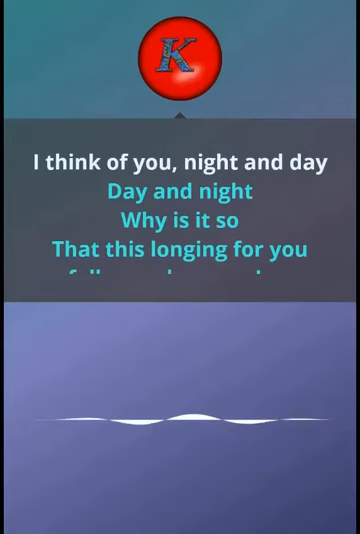 K
I think of you, night and day
Day and night
Why is it so
That this longing for you